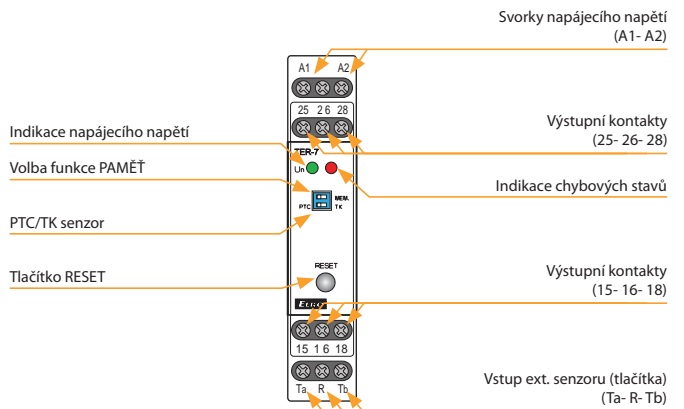 Svorky napájecího napětí
(A1- A2)
A1 A2
25 26 28
Výstupní kontakty
(25- 26- 28)
Indikace napájecího napětí
TER-7
Un
Volba funkce PAMĚŤ
Indikace chybových stavů
MEM.
PTC TK
PTC/TK senzor
RESET
Tlačítko RESET
Výstupní kontakty
(15- 16- 18)
15 16 18
Vstup ext. senzoru (tlačítka)
(Ta- R- Tb)
Ta R Tb